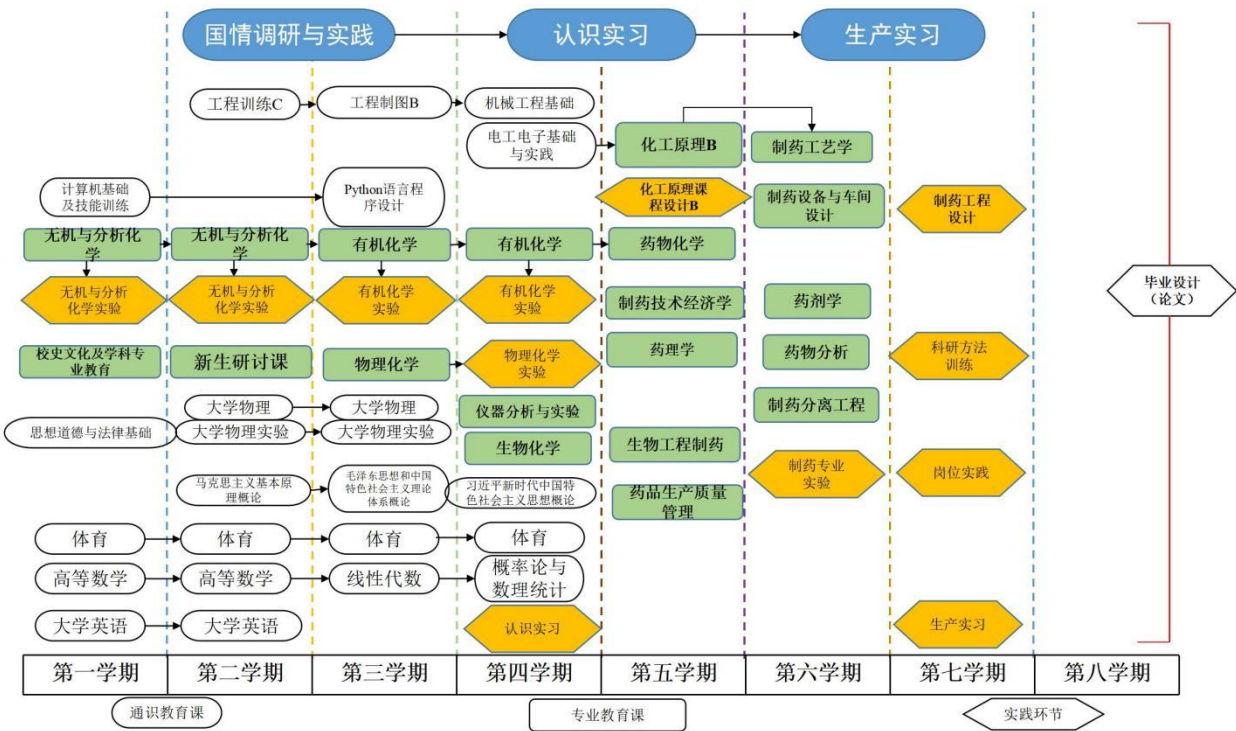 国情调研与实践
认识实习
生产实习
工程训练C
工程制图B
机械工程基础
电工电子基础
与实践
化工原理B
制药工艺学
计算机基础
及技能训练
Python语言程
序设计
化工原理课
程设计B
制药设备与车间
设计
制药工程
设计
无机与分析化
学
无机与分析化
学
有机化学
有机化学
药物化学
无机与分析
化学实验
无机与分析
化学实验
有机化学
实验
有机化学
实验
制药技术经济学
药剂学
毕业设计
（论文）
校史文化及学科专
业教育
新生研讨课
物理化学
物理化学
实验
药理学
药物分析
科研方法
训练
大学物理
大学物理
仪器分析与实验
制药分离工程
思想道德与法律基础
大学物理实验
大学物理实验
生物化学
生物工程制药
马克思主义基本原
理概论
毛泽东思想和中国
特色社会主义理论
体系概论
习近平新时代中国特
色社会主义思想概论
药品生产质量
管理
制药专业
实验
岗位实践
体育
体育
体育
体育
高等数学
高等数学
线性代数
概率论与
数理统计
大学英语
大学英语
认识实习
生产实习
第一学期
第二学期
第三学期
第四学期
第五学期
第六学期
第七学期
第八学期
通识教育课
专业教育课
实践环节